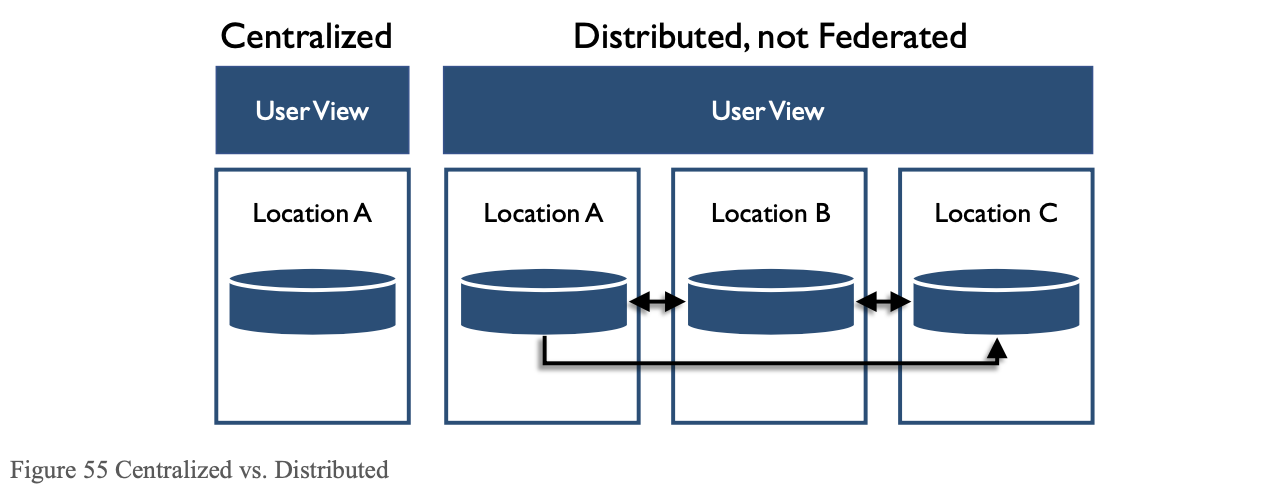 Centralized
Distributed, not Federated
User View
User View
Location A
Location A
Location B
Location C
Figure 55 Centralized vs. Distributed